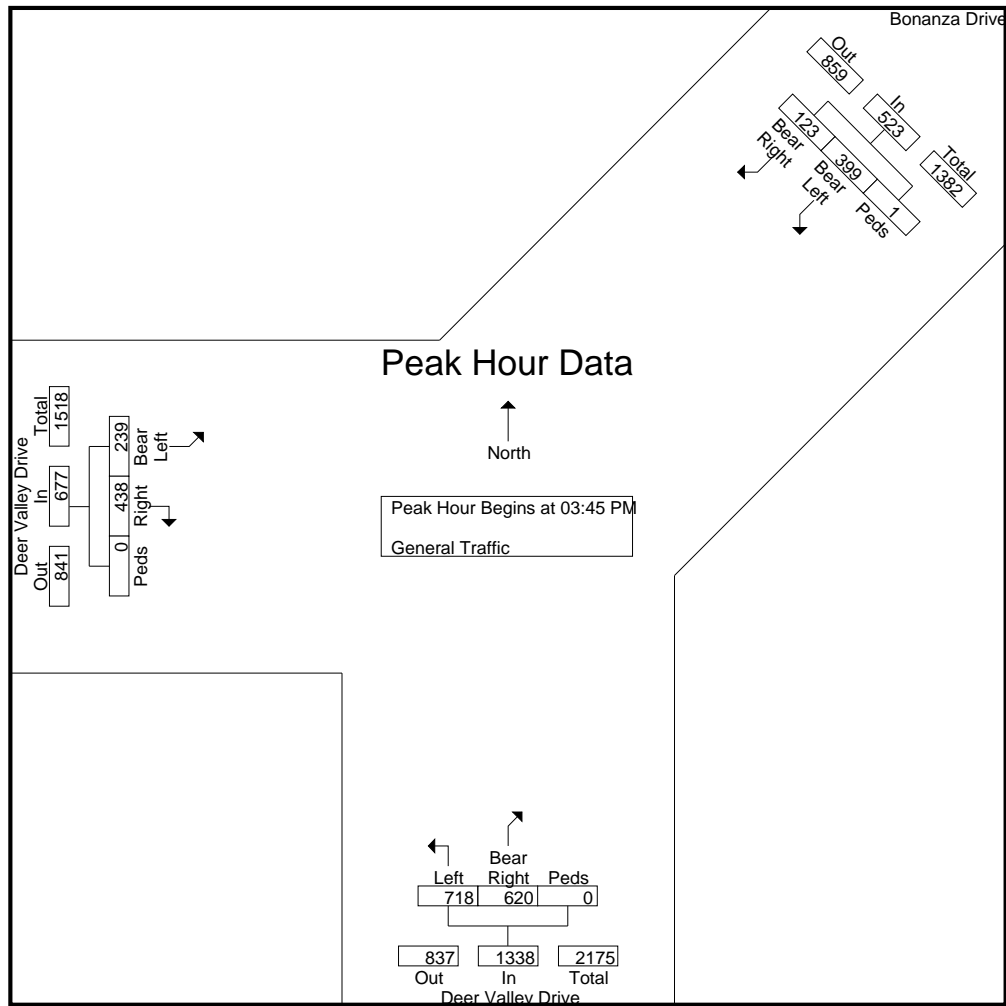 Bonanza Drive
Out
859
In
523
Total
1382
123
399
1
Bear
Right
Bear
Left
Peds
Peak Hour Data
North
Peak Hour Begins at 03:45 PM
General Traffic
Deer Valley Drive
Out
In
Total
841
677
1518
0
438
239
Peds
Right
Bear
Left
Left
Bear
Right
Peds
718
620
0
837
1338
2175
Out
In
Total
Deer Valley Drive